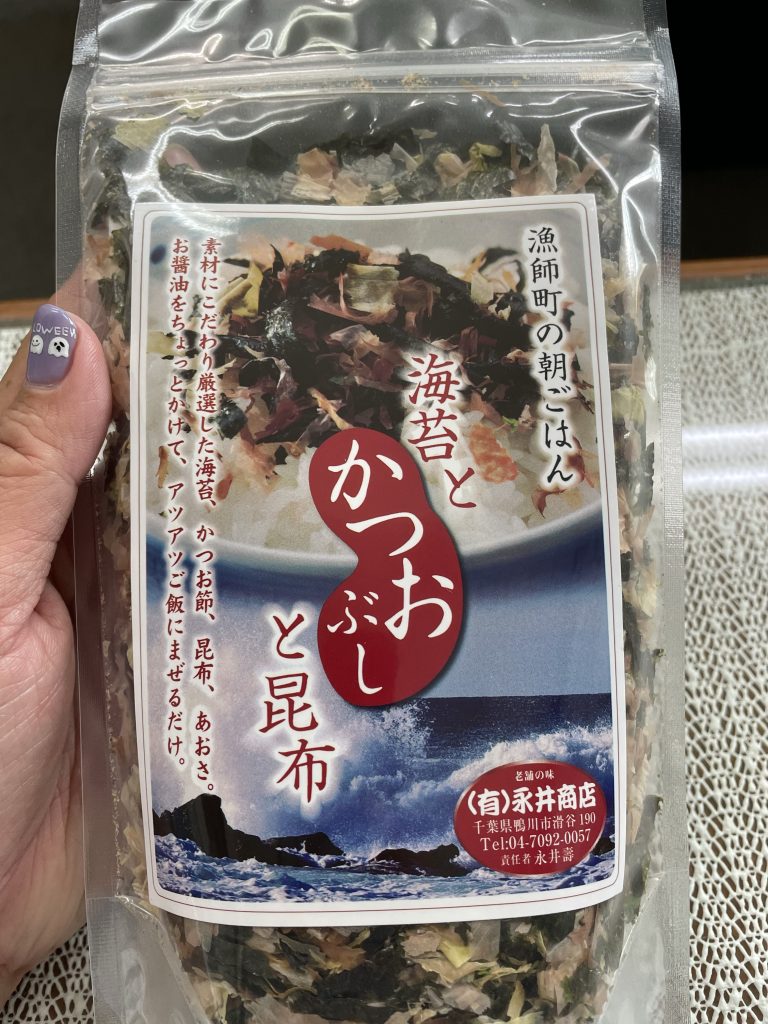 漁師町の朝ごはん
海苔と
かつお
ぶし
と昆布
素材にこだわり厳選した海苔、かつお節、昆布、あおさ。
お醤油をちょっとかけて、アツアツご飯にまぜるだけ。
老舗の味
(有)永井商店
千葉県鴨川市滑谷190
Tel:04-7092-0057
責任者 永井壽
LOWEEN